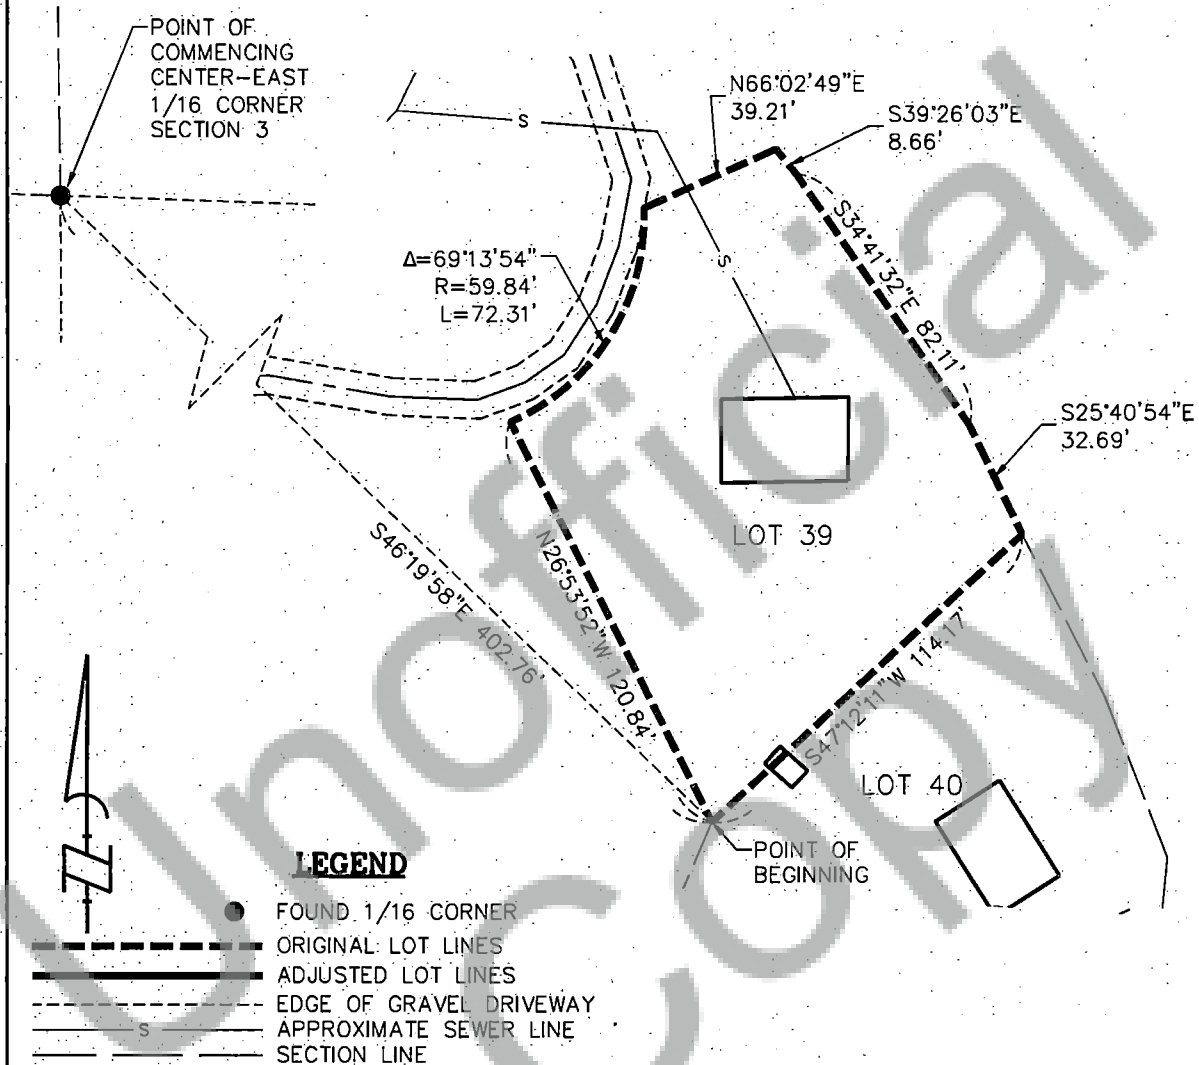 POINT OF
COMMENCING
CENTER-EAST
1/16 CORNER
SECTION 3
N66°02'49"E
39.21'
S39°26'03"E
8.66'
S
S
S34°41'32"E 82.11'
Δ=69°13'54"
R=59.84'
L=72.31'
S25°40'54"E
32.69'
LOT 39
S46°19'58"E 402.76'
N26°53'52"W 120.84'
S47°12'11"W 114.17'
LOT 40
POINT OF
BEGINNING
N
LEGEND
FOUND 1/16 CORNER
ORIGINAL LOT LINES
ADJUSTED LOT LINES
EDGE OF GRAVEL DRIVEWAY
S APPROXIMATE SEWER LINE
SECTION LINE
Unofficial
Copy